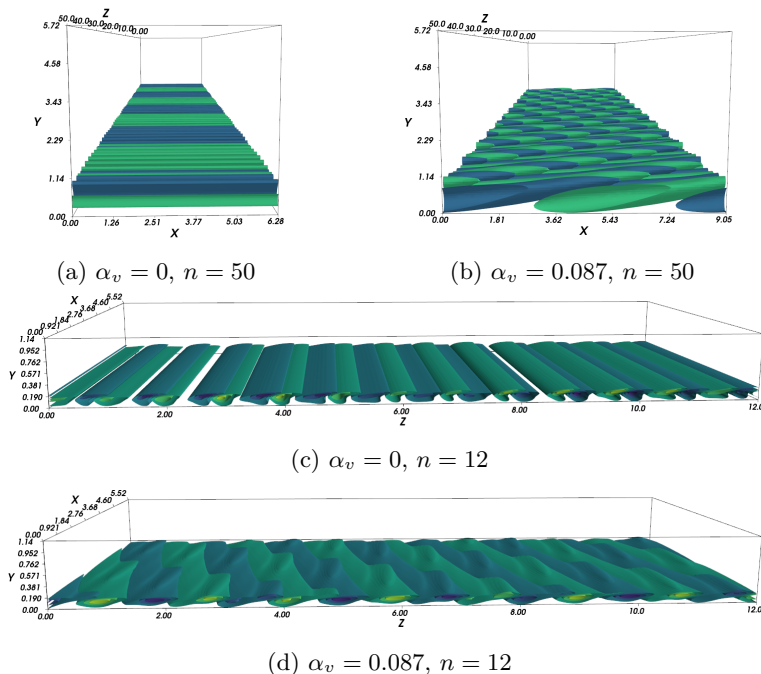 Z
50.0 40.0 30.0 20.0 10.0 0.00
5.72
4.58
3.43
Y
2.29
1.14
0.00
0.00 1.26 2.51 3.77 5.03 6.28
X
(a) α_v = 0, n = 50
Z
50.0 40.0 30.0 20.0 10.0 0.00
5.72
4.58
3.43
Y
2.29
1.14
0.00
0.00 1.81 3.62 5.43 7.24 9.05
X
(b) α_v = 0.087, n = 50
X
5.52
4.60
3.68
2.76
1.84
0.921
0.00
1.14
0.952
0.762
Y 0.571
0.381
0.190
0.00
0.00 2.00 4.00 6.00 8.00 10.0 12.0
Z
(c) α_v = 0, n = 12
X
5.52
4.60
3.68
2.76
1.84
0.921
0.00
1.14
0.952
0.762
Y 0.571
0.381
0.190
0.00
0.00 2.00 4.00 6.00 8.00 10.0 12.0
Z
(d) α_v = 0.087, n = 12